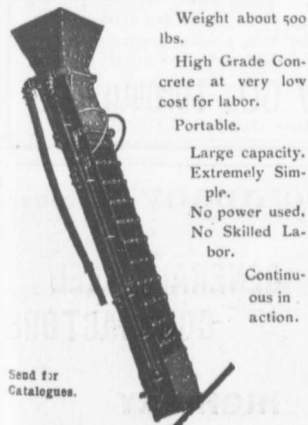 Weight about 500
lbs.
High Grade Con-
crete at very low
cost for labor.
Portable.
Large capacity.
Extremely Sim-
ple.
No power used.
No Skilled La-
bor.
Continu-
ous in
action.
Send for
Catalogues.